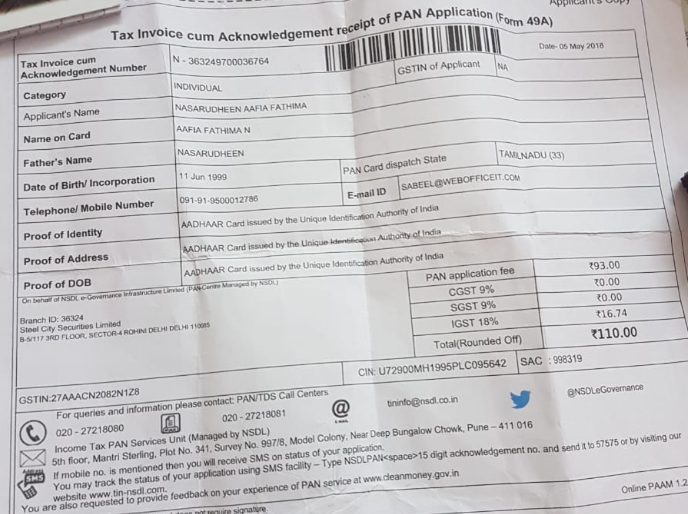 Applicant's Copy
Tax Invoice cum Acknowledgement receipt of PAN Application (Form 49A)
Date- 05 May 2018
Tax Invoice cum Acknowledgement Number N - 363249700036764
GSTIN of Applicant NA
Category INDIVIDUAL
Applicant's Name NASARUDHEEN AAFIA FATHIMA
Name on Card AAFIA FATHIMA N
Father's Name NASARUDHEEN
PAN Card dispatch State TAMILNADU (33)
Date of Birth/ Incorporation 11 Jun 1999
E-mail ID SABEEL@WEBOFFICEIT.COM
Telephone/ Mobile Number 091-91-9500012786
Proof of Identity AADHAAR Card issued by the Unique Identification Authority of India
Proof of Address AADHAAR Card issued by the Unique Identification Authority of India
Proof of DOB AADHAAR Card issued by the Unique Identification Authority of India
On behalf of NSDL e-Governance Infrastructure Limited (PAN Centre Managed by NSDL)
Branch ID: 36324
Steel City Securities Limited
B-5/117 3RD FLOOR, SECTOR-4 ROHINI DELHI DELHI 110085
PAN application fee ₹93.00
CGST 9% ₹0.00
SGST 9% ₹0.00
IGST 18% ₹16.74
Total(Rounded Off) ₹110.00
GSTIN:27AAACN2082N1Z8
CIN: U72900MH1995PLC095642
SAC : 998319
For queries and information please contact: PAN/TDS Call Centers
020 - 27218080
020 - 27218081
@
tininfo@nsdl.co.in
@NSDLeGovernance
Income Tax PAN Services Unit (Managed by NSDL)
5th floor, Mantri Sterling, Plot No. 341, Survey No. 997/8, Model Colony, Near Deep Bungalow Chowk, Pune – 411 016
SMS
If mobile no. is mentioned then you will receive SMS on status of your application.
You may track the status of your application using SMS facility – Type NSDLPAN<space>15 digit acknowledgement no. and send it to 57575 or by visiting our
website www.tin-nsdl.com.
You are also requested to provide feedback on your experience of PAN service at www.cleanmoney.gov.in
Online PAAM 1.2
not require signature